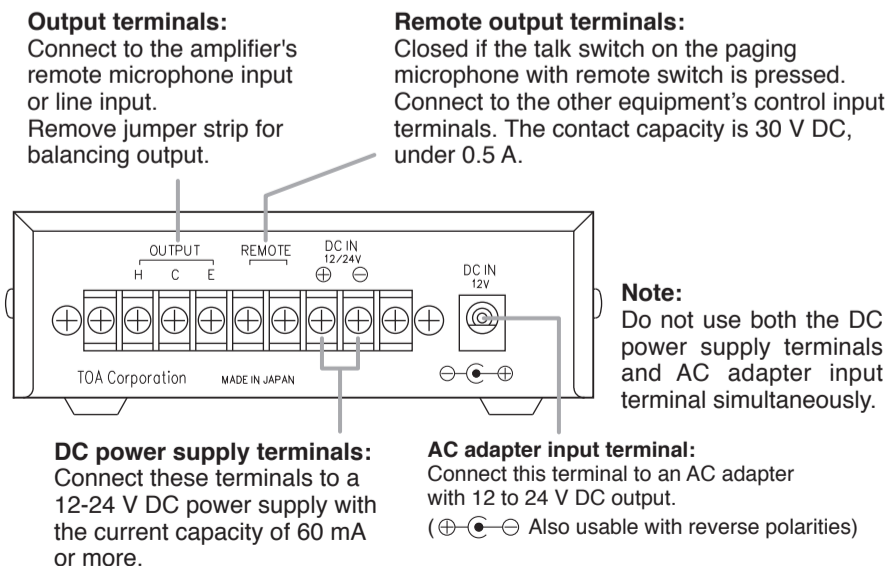 Output terminals:
Connect to the amplifier's
remote microphone input
or line input.
Remove jumper strip for
balancing output.
Remote output terminals:
Closed if the talk switch on the paging
microphone with remote switch is pressed.
Connect to the other equipment’s control input
terminals. The contact capacity is 30 V DC,
under 0.5 A.
OUTPUT
H C E
REMOTE
DC IN
12/24V
⊕ ⊖
DC IN
12V
TOA Corporation
MADE IN JAPAN
⊖ ⊕
Note:
Do not use both the DC
power supply terminals
and AC adapter input
terminal simultaneously.
DC power supply terminals:
Connect these terminals to a
12-24 V DC power supply with
the current capacity of 60 mA
or more.
AC adapter input terminal:
Connect this terminal to an AC adapter
with 12 to 24 V DC output.
( ⊕ ⊖ Also usable with reverse polarities)